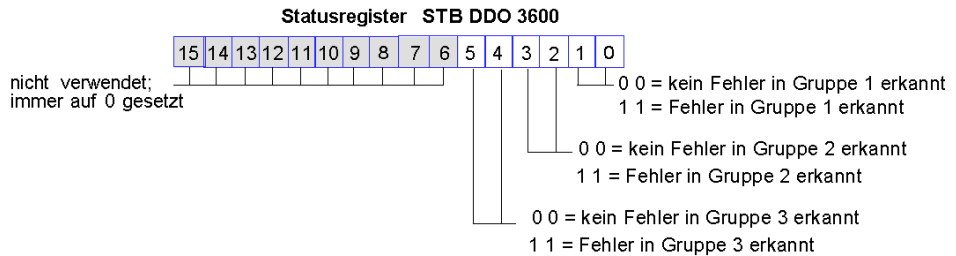 Statusregister STB DDO 3600
15 14 13 12 11 10 9 8 7 6 5 4 3 2 1 0
nicht verwendet;
immer auf 0 gesetzt
0 0 = kein Fehler in Gruppe 1 erkannt
1 1 = Fehler in Gruppe 1 erkannt
0 0 = kein Fehler in Gruppe 2 erkannt
1 1 = Fehler in Gruppe 2 erkannt
0 0 = kein Fehler in Gruppe 3 erkannt
1 1 = Fehler in Gruppe 3 erkannt